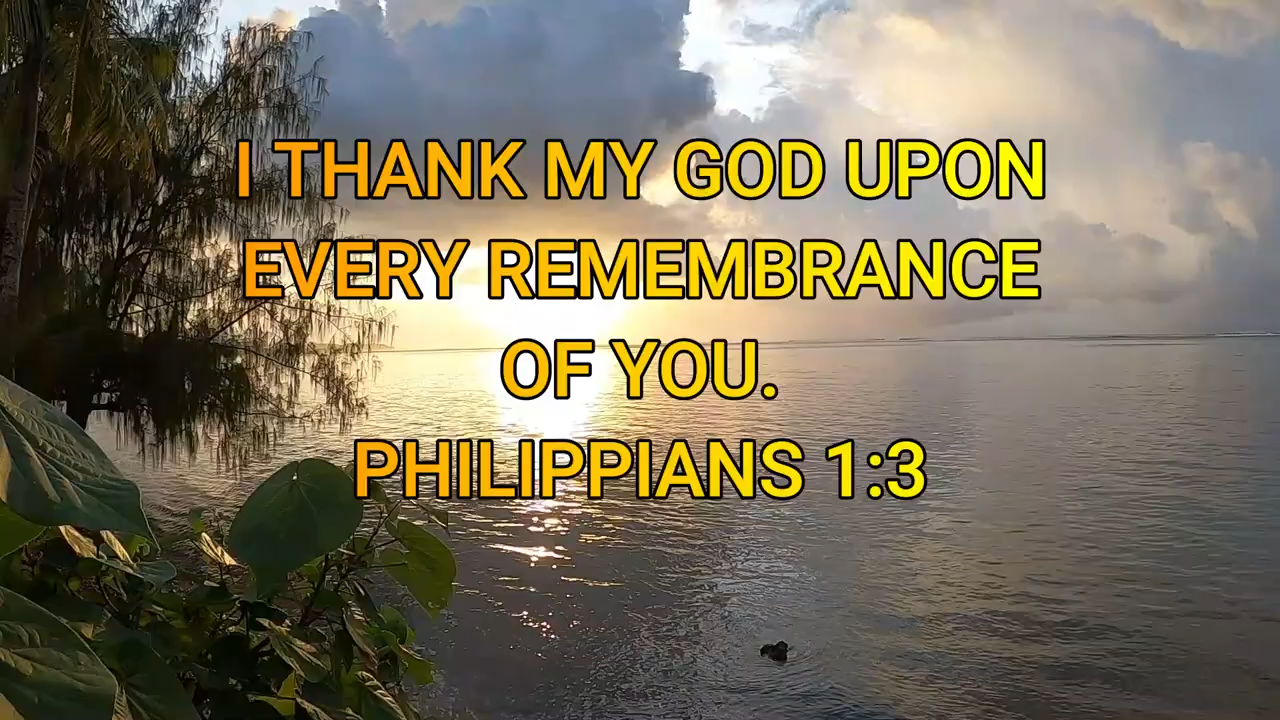 I THANK MY GOD UPON
EVERY REMEMBRANCE
OF YOU.
PHILIPPIANS 1:3